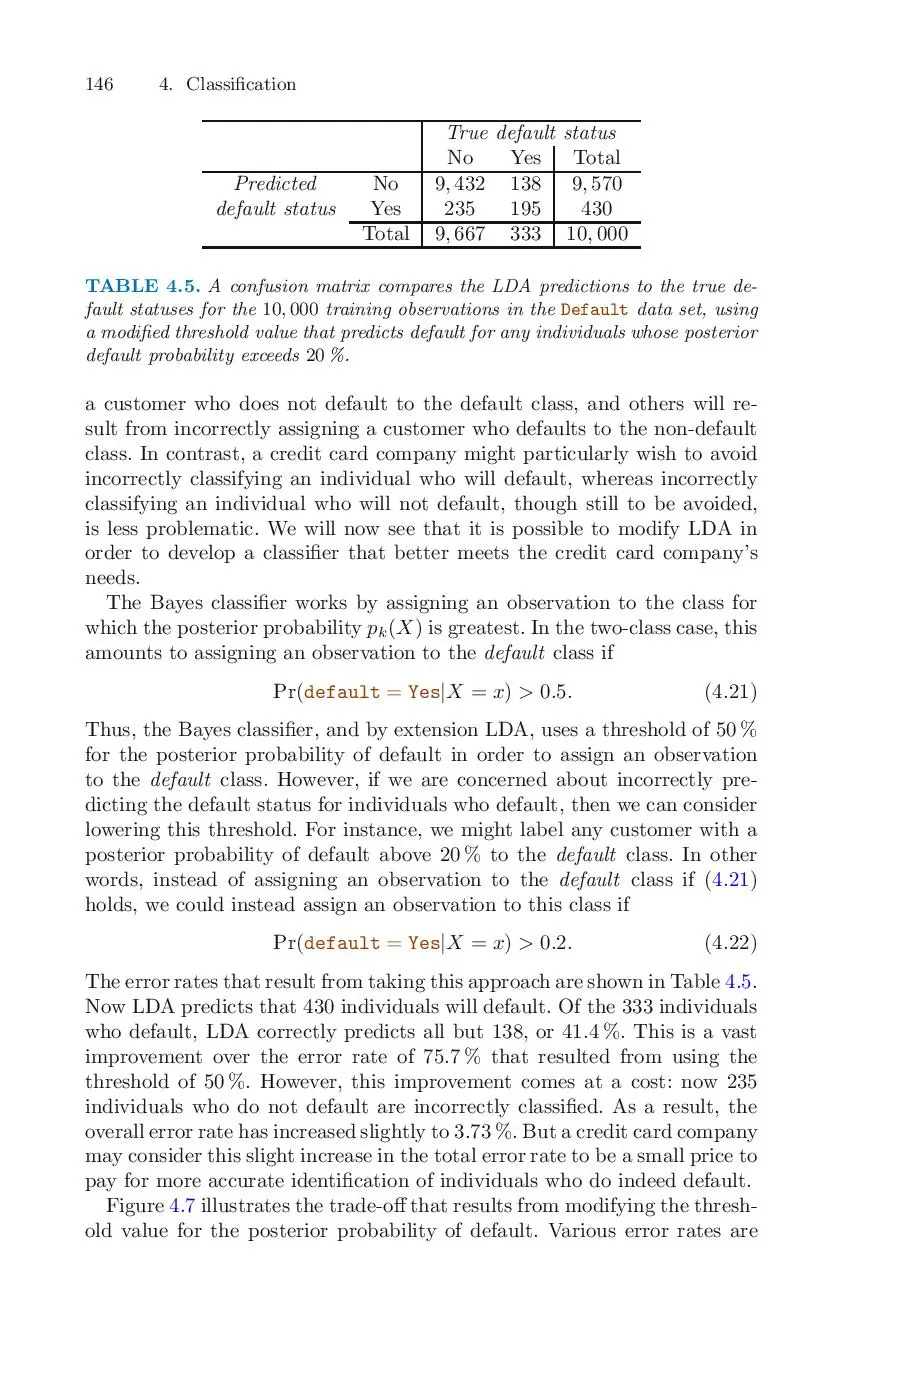 146 4. Classification
True default status
No Yes Total
Predicted No 9, 432 138 9, 570
default status Yes 235 195 430
Total 9, 667 333 10, 000
TABLE 4.5. A confusion matrix compares the LDA predictions to the true de-
fault statuses for the 10, 000 training observations in the Default data set, using
a modified threshold value that predicts default for any individuals whose posterior
default probability exceeds 20 %.
a customer who does not default to the default class, and others will re-
sult from incorrectly assigning a customer who defaults to the non-default
class. In contrast, a credit card company might particularly wish to avoid
incorrectly classifying an individual who will default, whereas incorrectly
classifying an individual who will not default, though still to be avoided,
is less problematic. We will now see that it is possible to modify LDA in
order to develop a classifier that better meets the credit card company's
needs.
The Bayes classifier works by assigning an observation to the class for
which the posterior probability pk(X) is greatest. In the two-class case, this
amounts to assigning an observation to the default class if
Pr(default = Yes|X = x) > 0.5. (4.21)
Thus, the Bayes classifier, and by extension LDA, uses a threshold of 50 %
for the posterior probability of default in order to assign an observation
to the default class. However, if we are concerned about incorrectly pre-
dicting the default status for individuals who default, then we can consider
lowering this threshold. For instance, we might label any customer with a
posterior probability of default above 20 % to the default class. In other
words, instead of assigning an observation to the default class if (4.21)
holds, we could instead assign an observation to this class if
Pr(default = Yes|X = x) > 0.2. (4.22)
The error rates that result from taking this approach are shown in Table 4.5.
Now LDA predicts that 430 individuals will default. Of the 333 individuals
who default, LDA correctly predicts all but 138, or 41.4 %. This is a vast
improvement over the error rate of 75.7 % that resulted from using the
threshold of 50 %. However, this improvement comes at a cost: now 235
individuals who do not default are incorrectly classified. As a result, the
overall error rate has increased slightly to 3.73 %. But a credit card company
may consider this slight increase in the total error rate to be a small price to
pay for more accurate identification of individuals who do indeed default.
Figure 4.7 illustrates the trade-off that results from modifying the thresh-
old value for the posterior probability of default. Various error rates are